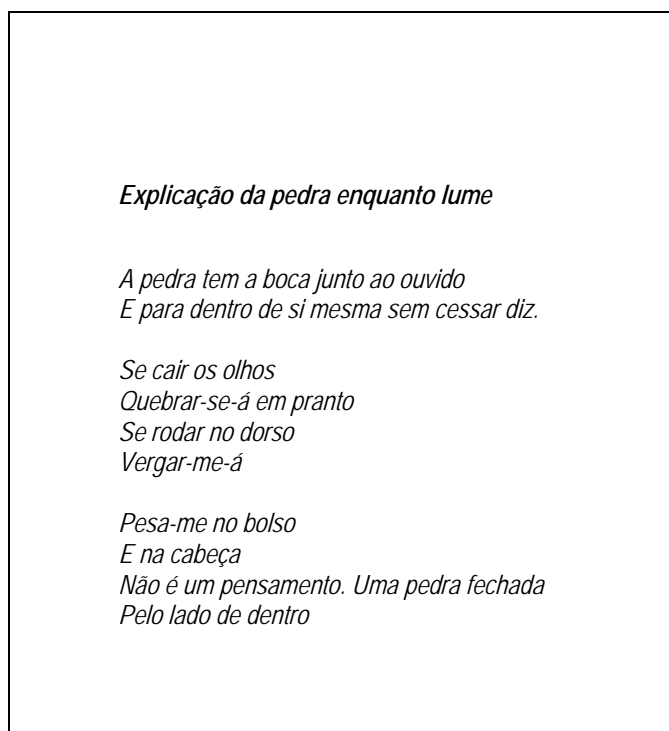 Explicação da pedra enquanto lume
A pedra tem a boca junto ao ouvido
E para dentro de si mesma sem cessar diz.
Se cair os olhos
Quebrar-se-á em pranto
Se rodar no dorso
Vergar-me-á
Pesa-me no bolso
E na cabeça
Não é um pensamento. Uma pedra fechada
Pelo lado de dentro